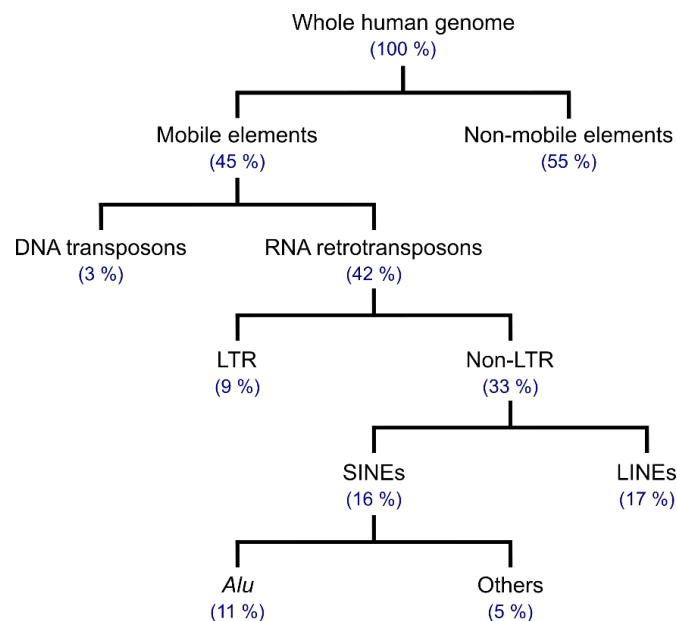 Whole human genome
(100 %)
Mobile elements
(45 %)
Non-mobile elements
(55 %)
DNA transposons
(3 %)
RNA retrotransposons
(42 %)
LTR
(9 %)
Non-LTR
(33 %)
SINEs
(16 %)
LINEs
(17 %)
Alu
(11 %)
Others
(5 %)